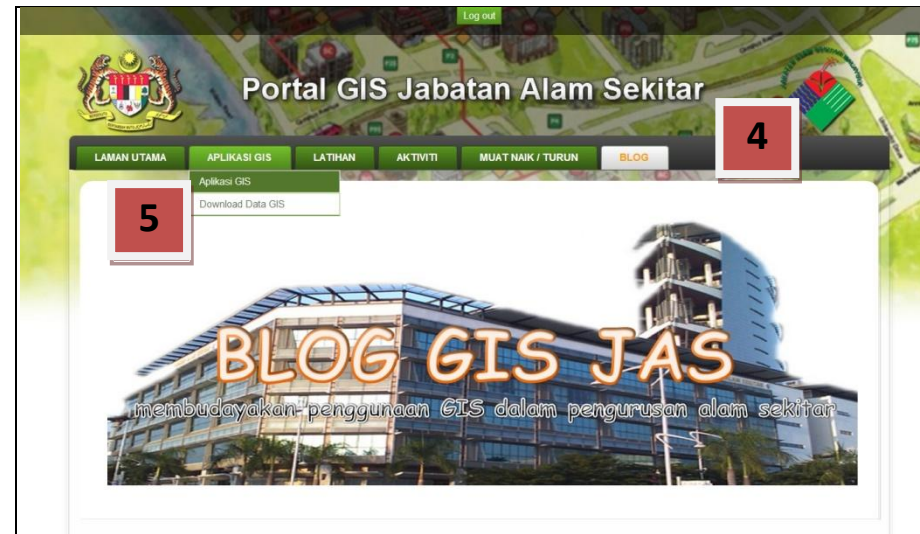 Log out
Portal GIS Jabatan Alam Sekitar
4
LAMAN UTAMA APLIKASI GIS LATIHAN AKTIVITI MUAT NAIK / TURUN BLOG
Aplikasi GIS
Download Data GIS
5
BLOG GIS JAS
membudayakan penggunaan GIS dalam pengurusan alam sekitar